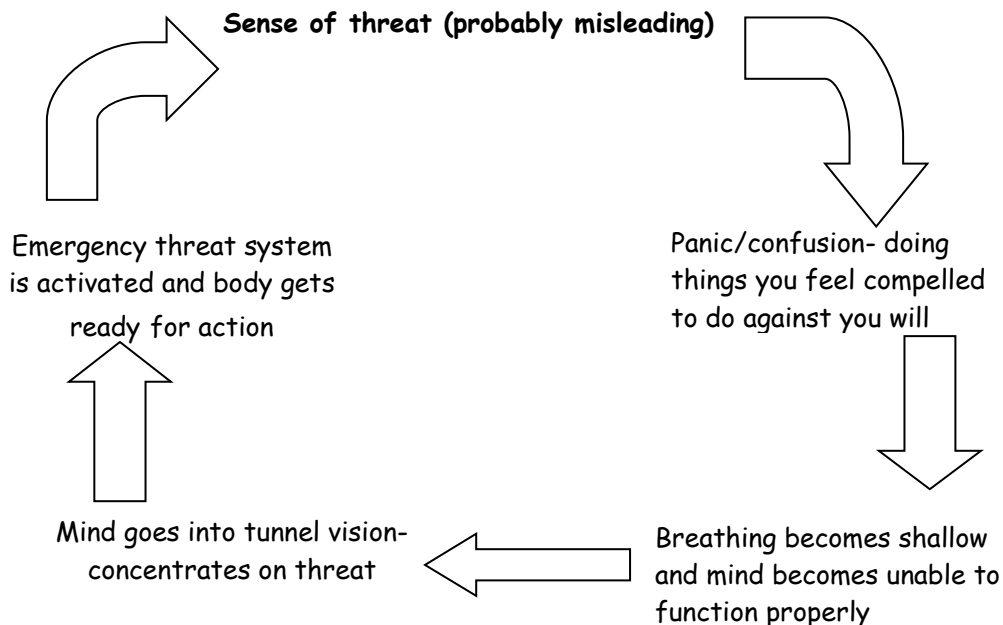 Sense of threat (probably misleading)
Panic/confusion- doing
things you feel compelled
to do against you will
Breathing becomes shallow
and mind becomes unable to
function properly
Mind goes into tunnel vision-
concentrates on threat
Emergency threat system
is activated and body gets
ready for action